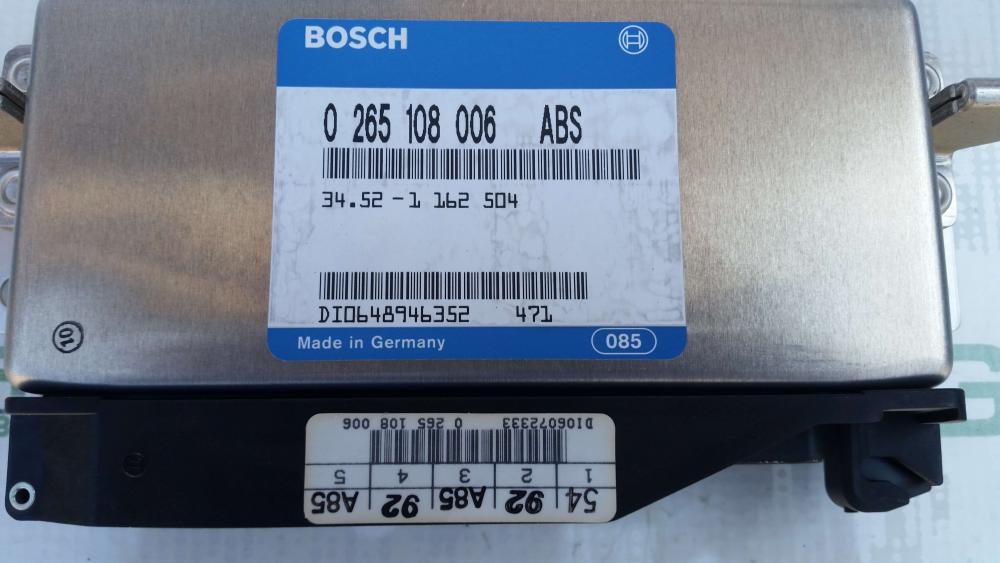 BOSCH
0 265 108 006 ABS
34.52 -1 162 504
DI0648946352 471
Made in Germany 085
110
54 92 A85 92 A85
1 2 3 4 5
DI06072333 0 265 108 006